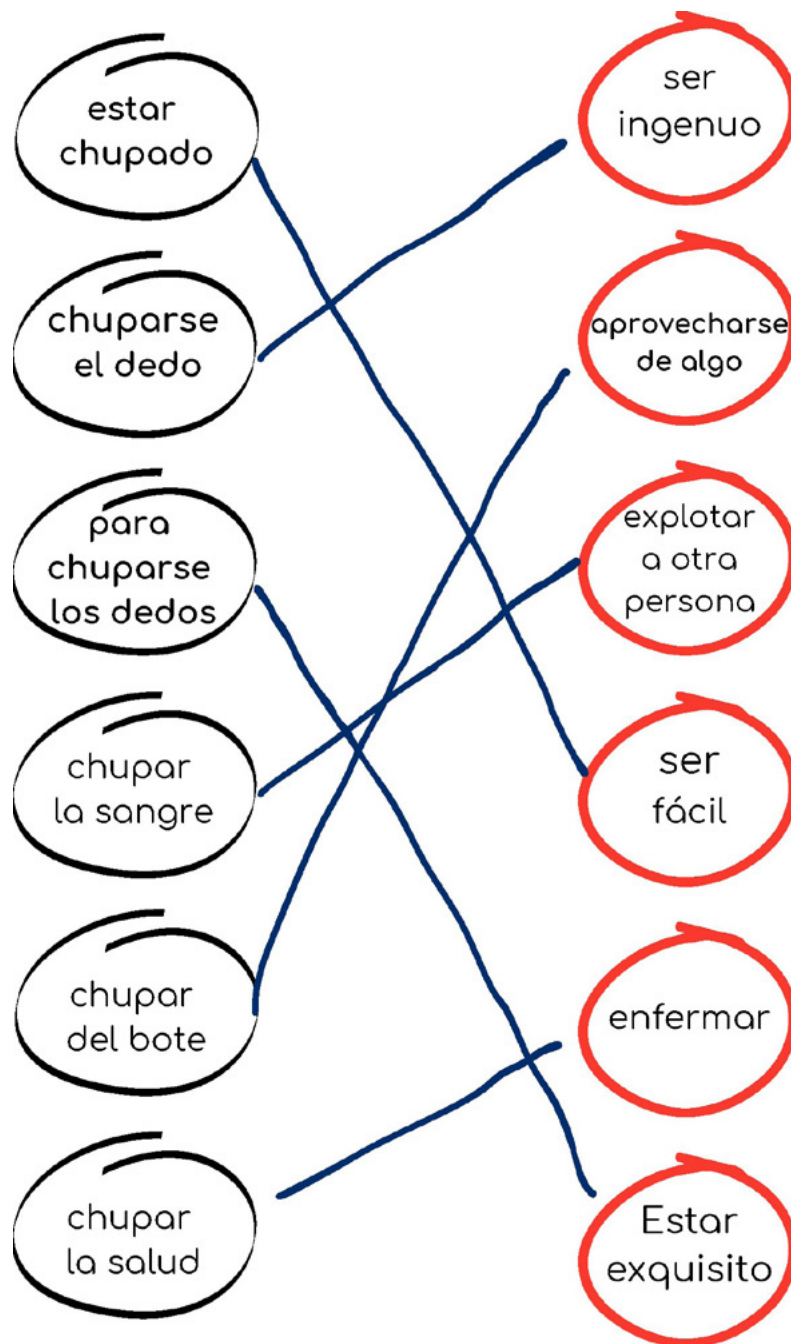 estar
chupado
ser
ingenuo
chuparse
el dedo
aprovecharse
de algo
para
chuparse
los dedos
explotar
a otra
persona
chupar
la sangre
ser
fácil
chupar
del bote
enfermar
chupar
la salud
Estar
exquisito